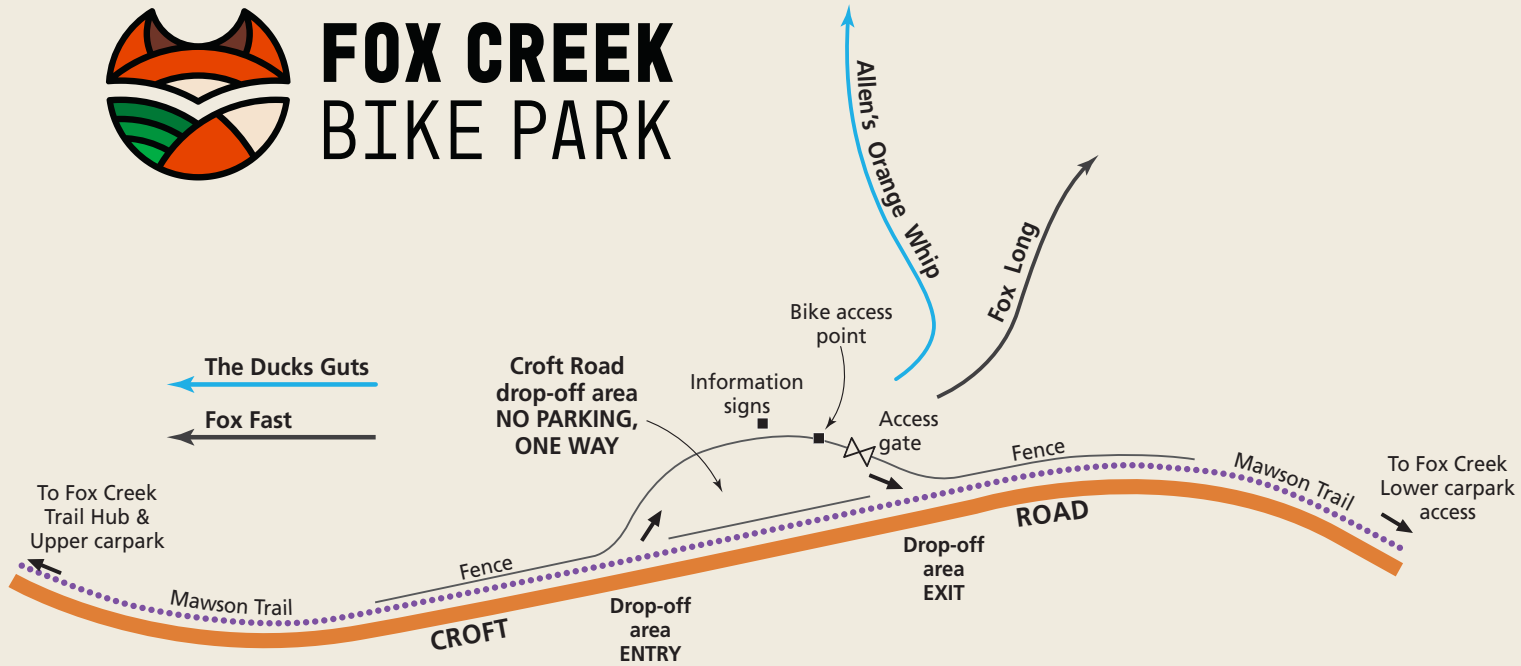 FOX CREEK
BIKE PARK
Allen's Orange Whip
Fox Long
Bike access
point
The Ducks Guts
Fox Fast
Croft Road
drop-off area
NO PARKING,
ONE WAY
Information
signs
Access
gate
Fence
Mawson Trail
To Fox Creek
Lower carpark
access
To Fox Creek
Trail Hub &
Upper carpark
Fence
Mawson Trail
CROFT
ROAD
Drop-off
area
ENTRY
Drop-off
area
EXIT